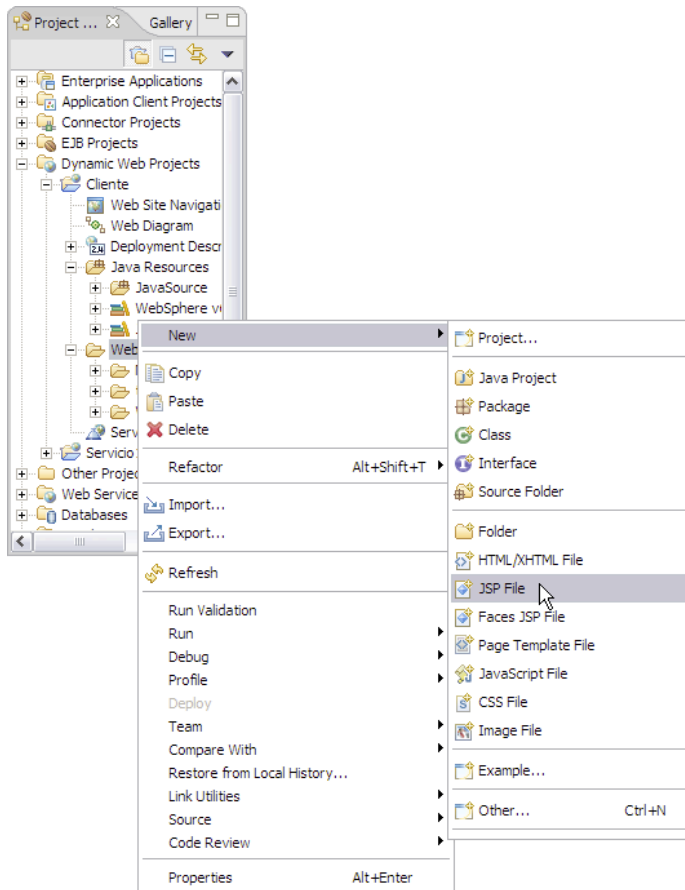 Project ... Gallery
Enterprise Applications
Application Client Projects
Connector Projects
EJB Projects
Dynamic Web Projects
Cliente
Web Site Navigati
Web Diagram
2.4 Deployment Descr
Java Resources
JavaSource
WebSphere v
Web
Serv
Servicio
Other Projec
Web Service
Databases
New
Copy
Paste
Delete
Refactor Alt+Shift+T
Import...
Export...
Refresh
Run Validation
Run
Debug
Profile
Deploy
Team
Compare With
Restore from Local History...
Link Utilities
Source
Code Review
Properties Alt+Enter
Project...
Java Project
Package
Class
Interface
Source Folder
Folder
HTML/XHTML File
JSP File
Faces JSP File
Page Template File
JavaScript File
CSS File
Image File
Example...
Other... Ctrl+N